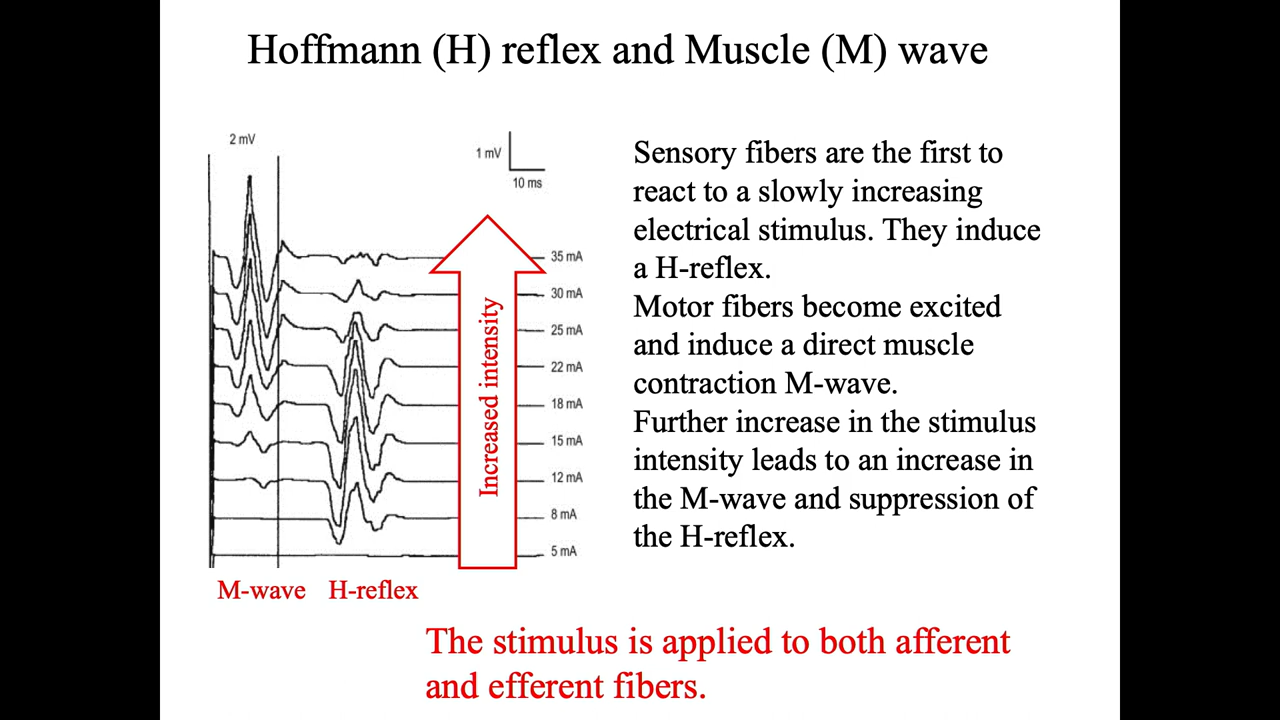 Hoffmann (H) reflex and Muscle (M) wave
2 mV
1 mV
10 ms
35 mA
30 mA
25 mA
22 mA
18 mA
15 mA
12 mA
8 mA
5 mA
Increased intensity
M-wave
H-reflex
Sensory fibers are the first to
react to a slowly increasing
electrical stimulus. They induce
a H-reflex.
Motor fibers become excited
and induce a direct muscle
contraction M-wave.
Further increase in the stimulus
intensity leads to an increase in
the M-wave and suppression of
the H-reflex.
The stimulus is applied to both afferent
and efferent fibers.